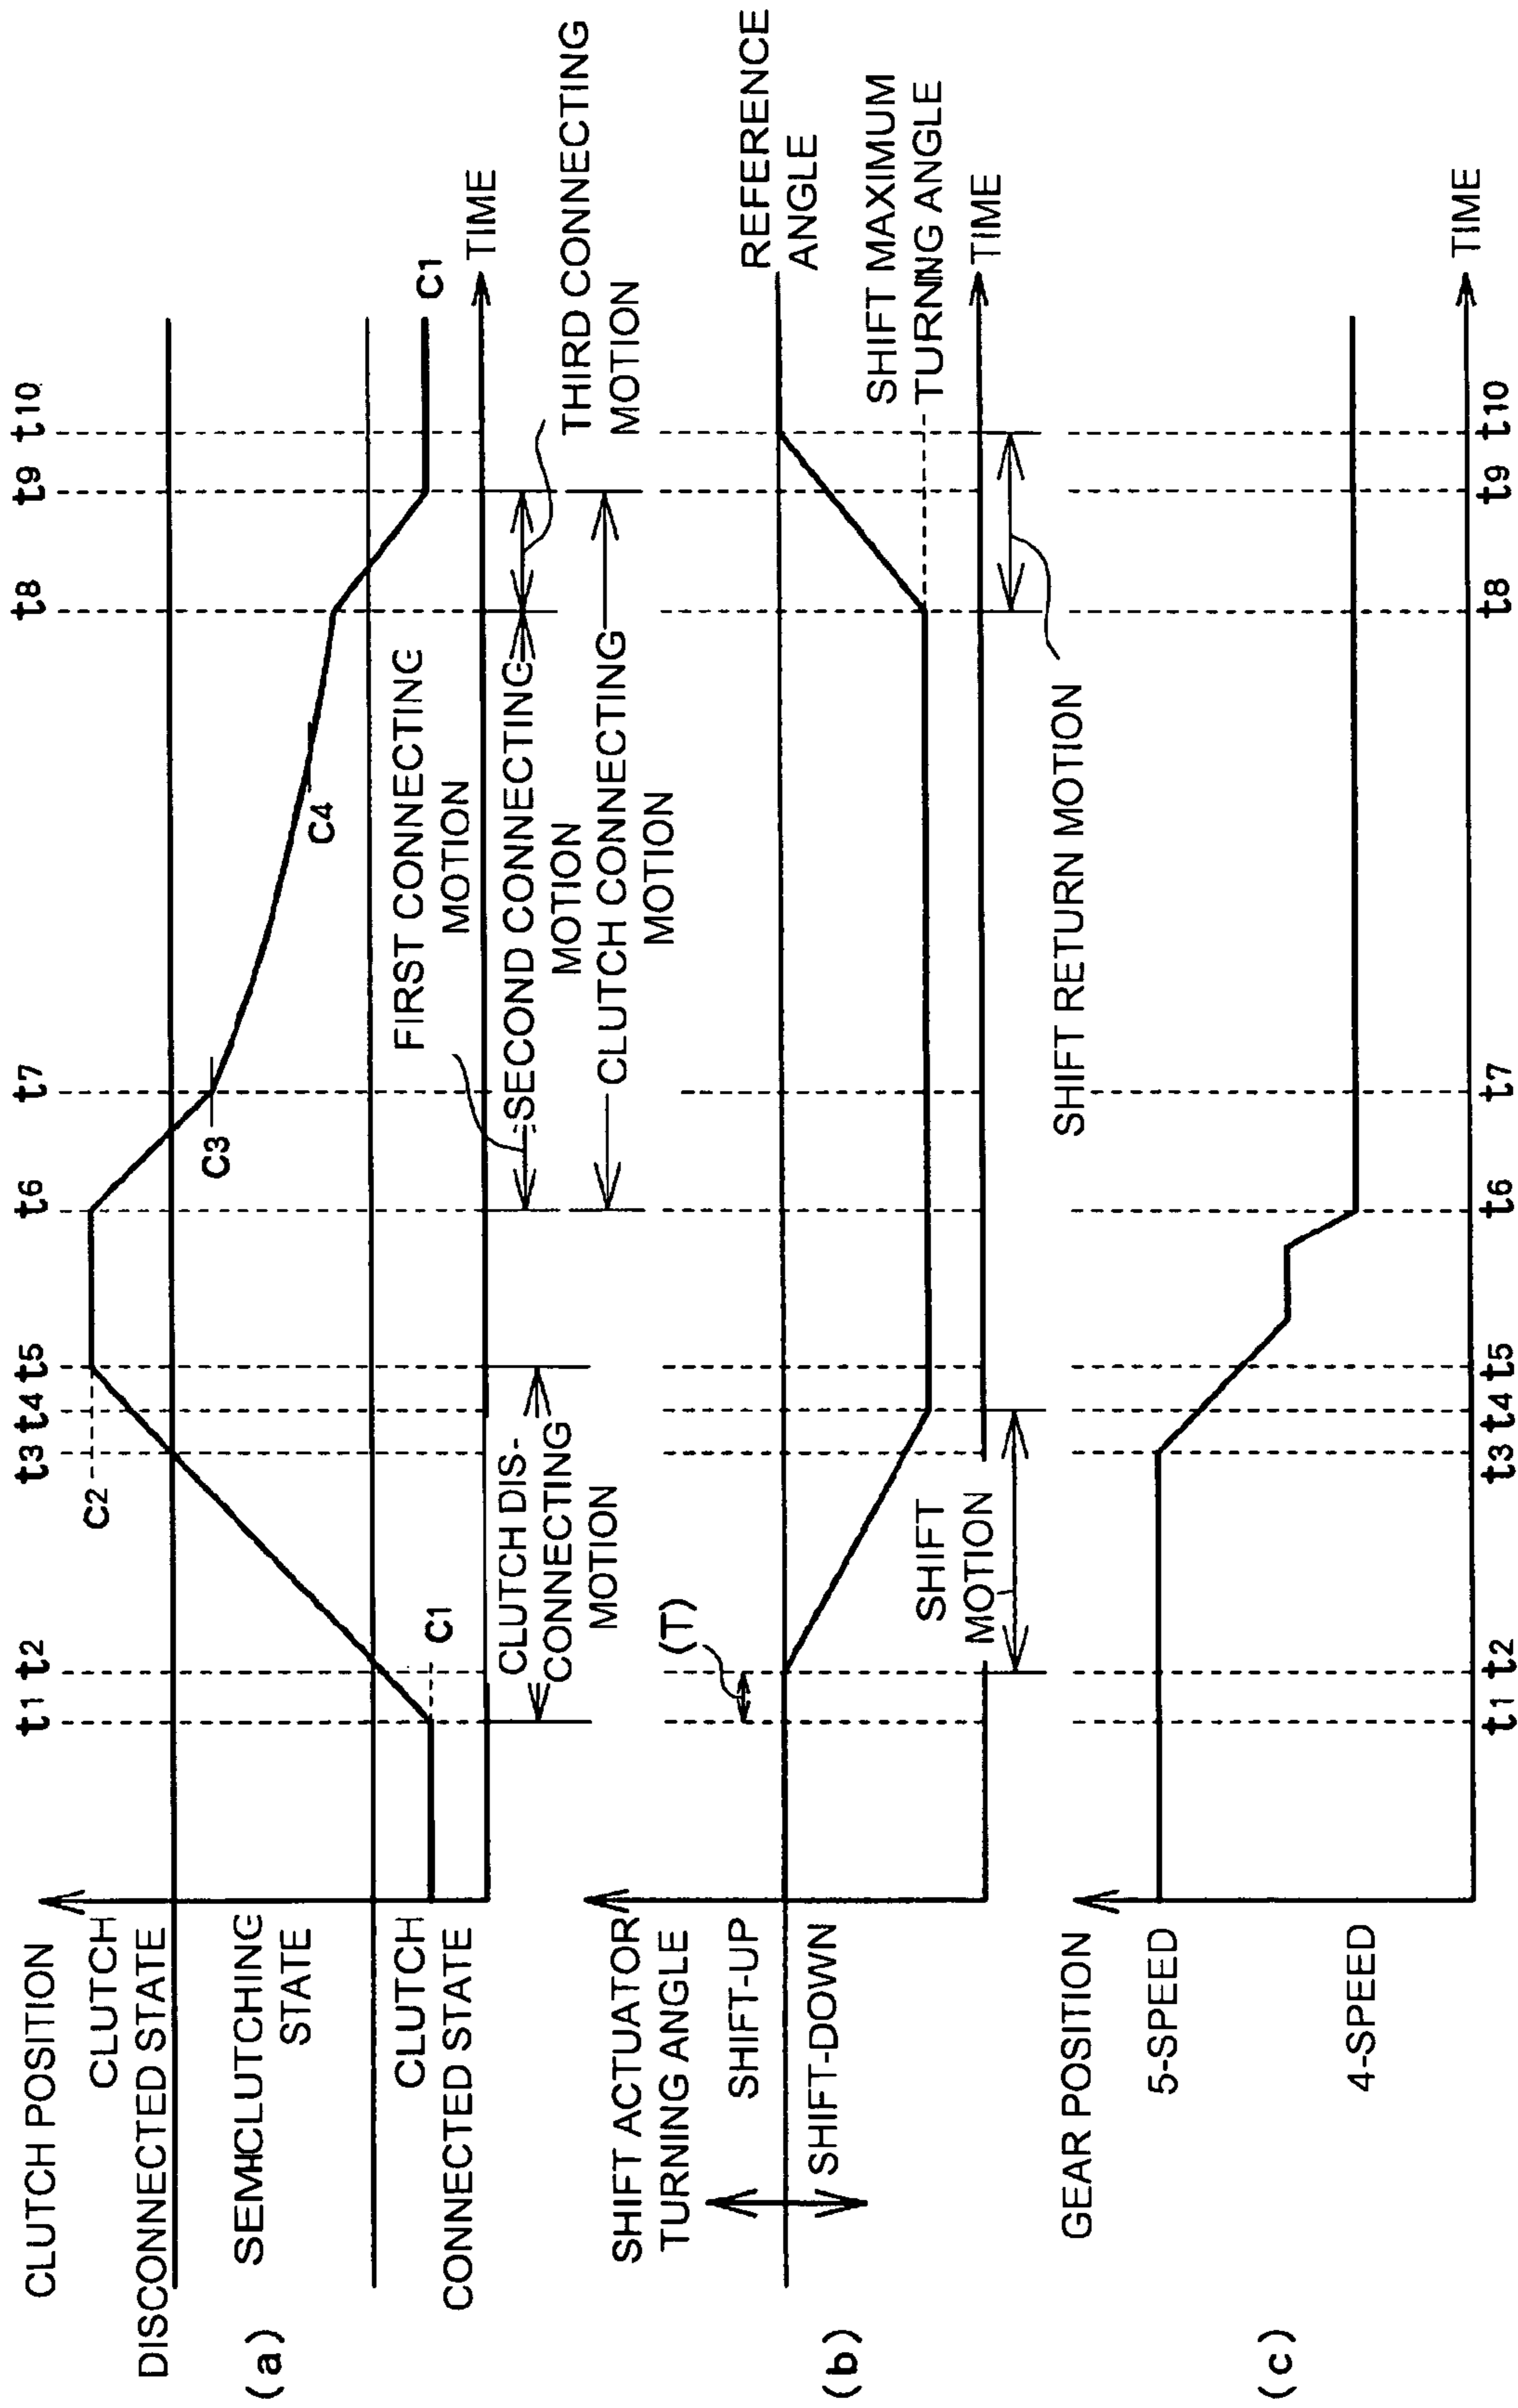 (a)
CLUTCH POSITION
CLUTCH
DISCONNECTED STATE
SEMI-CLUTCHING
STATE
CLUTCH
CONNECTED STATE
t1 t2 t3 t4 t5 t6 t7 t8 t9 t10
C2
C1
C3
C4
C1
TIME
CLUTCH DIS-
CONNECTING
MOTION
FIRST CONNECTING
MOTION
SECOND CONNECTING
MOTION
CLUTCH CONNECTING
MOTION
THIRD CONNECTING
MOTION
(b)
SHIFT ACTUATOR
TURNING ANGLE
SHIFT-UP
SHIFT-DOWN
(T)
SHIFT
MOTION
REFERENCE
ANGLE
SHIFT MAXIMUM
TURNING ANGLE
TIME
SHIFT RETURN MOTION
(c)
GEAR POSITION
5-SPEED
4-SPEED
TIME
t1 t2 t3 t4 t5 t6 t7 t8 t9 t10